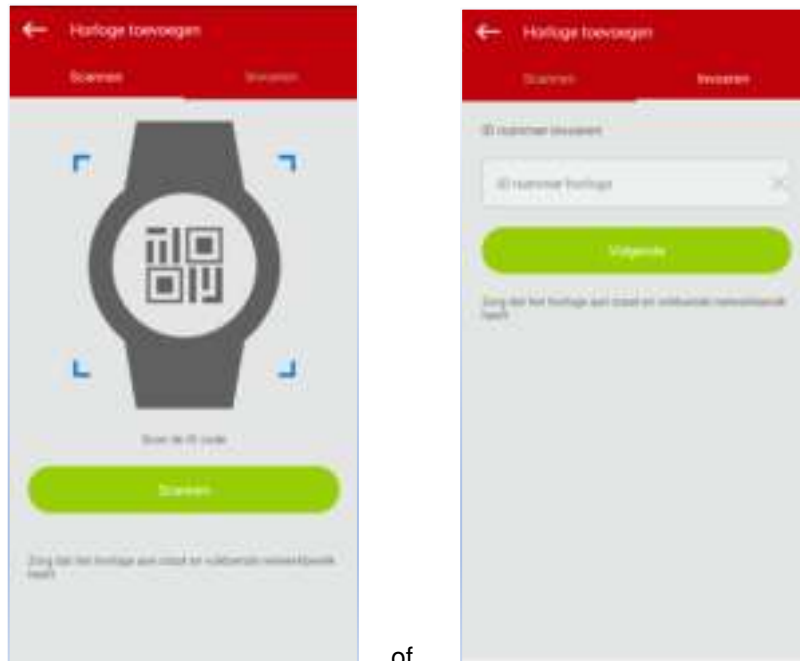 Horloge toevoegen
Scannen Invoeren
Scan de ID code
Scannen
Zorg dat het horloge aan staat en voldoende netwerkbereik
heeft
of
Horloge toevoegen
Scannen Invoeren
ID nummer invoeren
ID nummer horloge
Volgende
Zorg dat het horloge aan staat en voldoende netwerkbereik
heeft